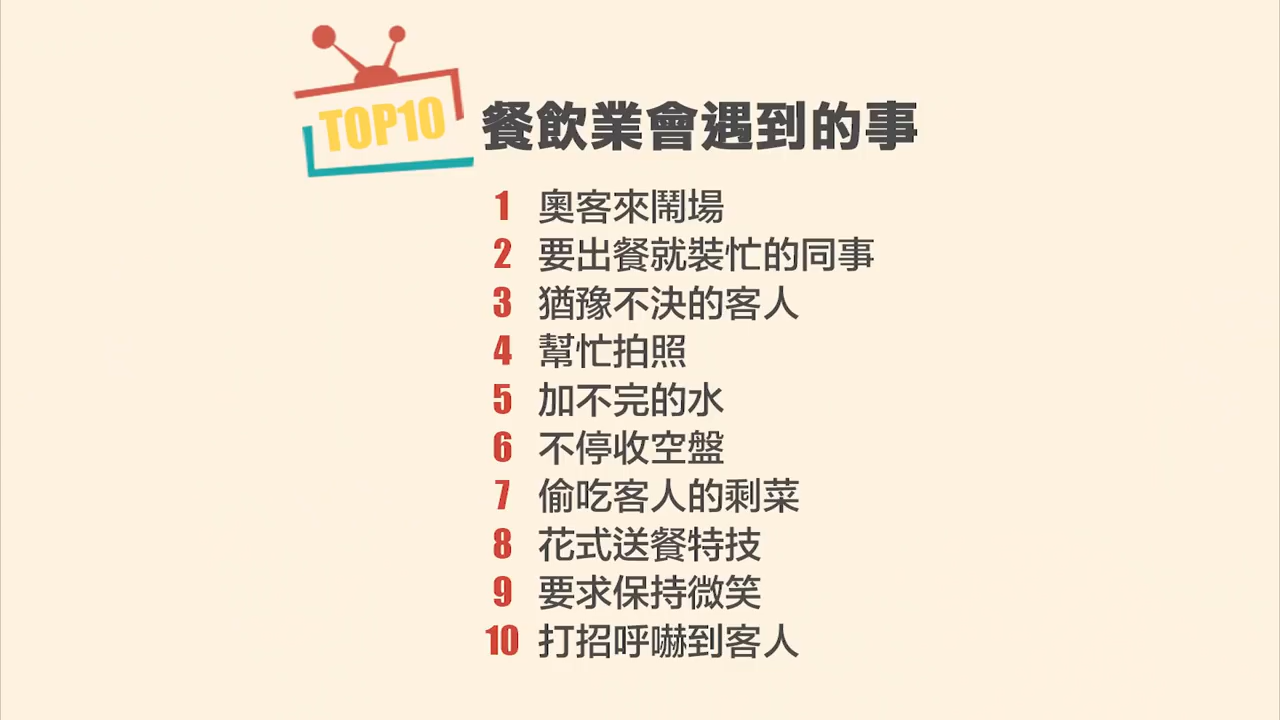 TOP10
餐飲業會遇到的事
1 奧客來鬧場
2 要出餐就裝忙的同事
3 猶豫不決的客人
4 幫忙拍照
5 加不完的水
6 不停收空盤
7 偷吃客人的剩菜
8 花式送餐特技
9 要求保持微笑
10 打招呼嚇到客人